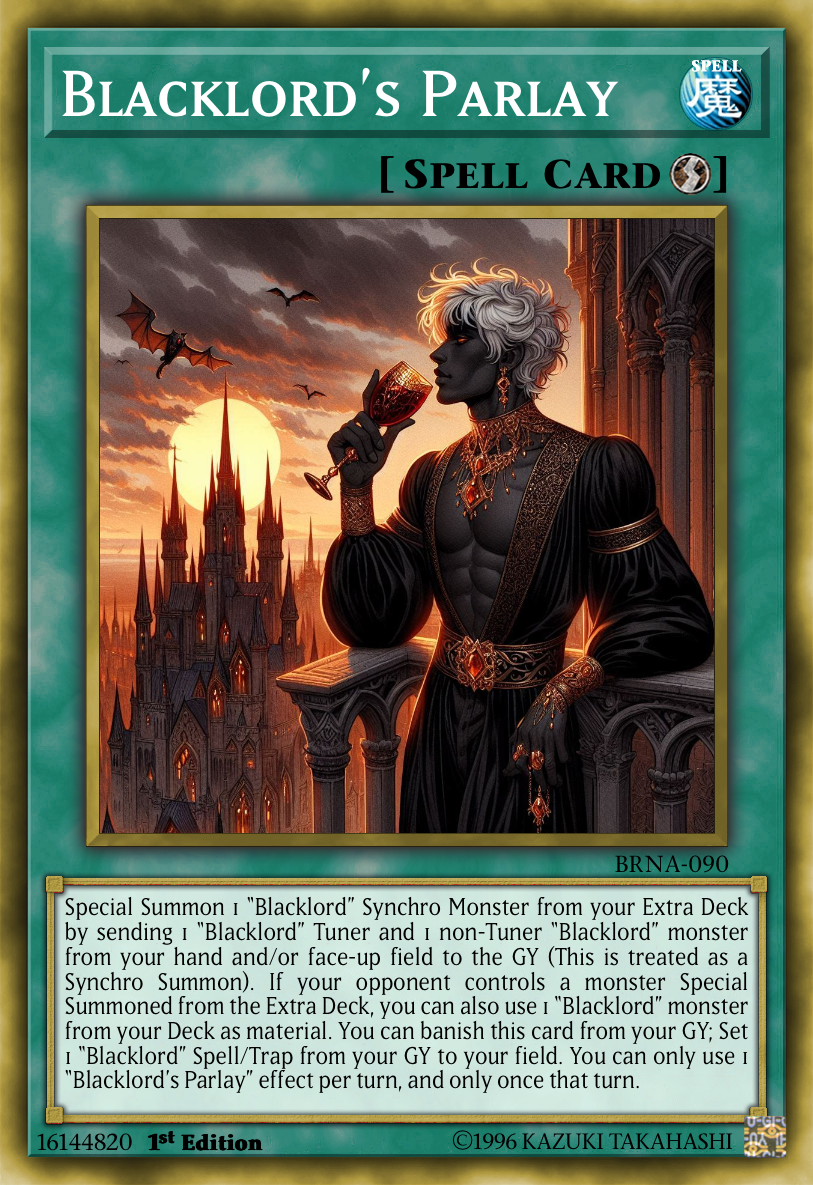 Blacklord's Parlay
SPELL
魔
[ Spell Card ]
BRNA-090
Special Summon 1 "Blacklord" Synchro Monster from your Extra Deck
by sending 1 "Blacklord" Tuner and 1 non-Tuner "Blacklord" monster
from your hand and/or face-up field to the GY (This is treated as a
Synchro Summon). If your opponent controls a monster Special
Summoned from the Extra Deck, you can also use 1 "Blacklord" monster
from your Deck as material. You can banish this card from your GY; Set
1 "Blacklord" Spell/Trap from your GY to your field. You can only use 1
"Blacklord's Parlay" effect per turn, and only once that turn.
16144820 1st Edition ©1996 KAZUKI TAKAHASHI